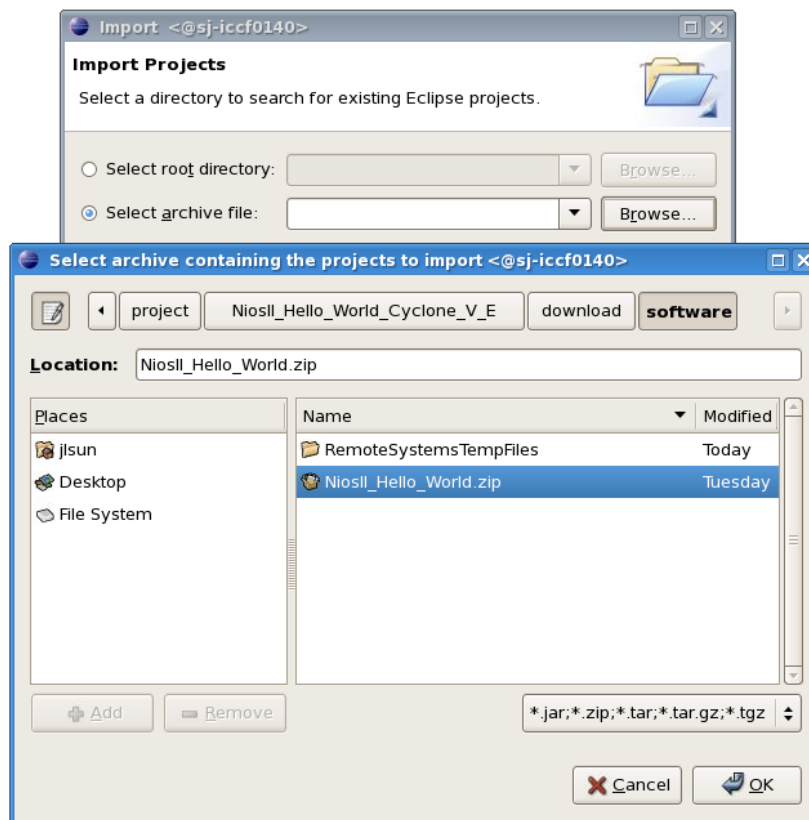 Import <@sj-iccf0140>
Import Projects
Select a directory to search for existing Eclipse projects.
Select root directory:
Browse...
Select archive file:
Browse...
Select archive containing the projects to import <@sj-iccf0140>
project NiosII_Hello_World_Cyclone_V_E download software
Location: NiosII_Hello_World.zip
Places
Name Modified
jlsun
RemoteSystemsTempFiles Today
Desktop
NiosII_Hello_World.zip Tuesday
File System
Add Remove
*.jar;*.zip;*.tar;*.tar.gz;*.tgz
Cancel OK